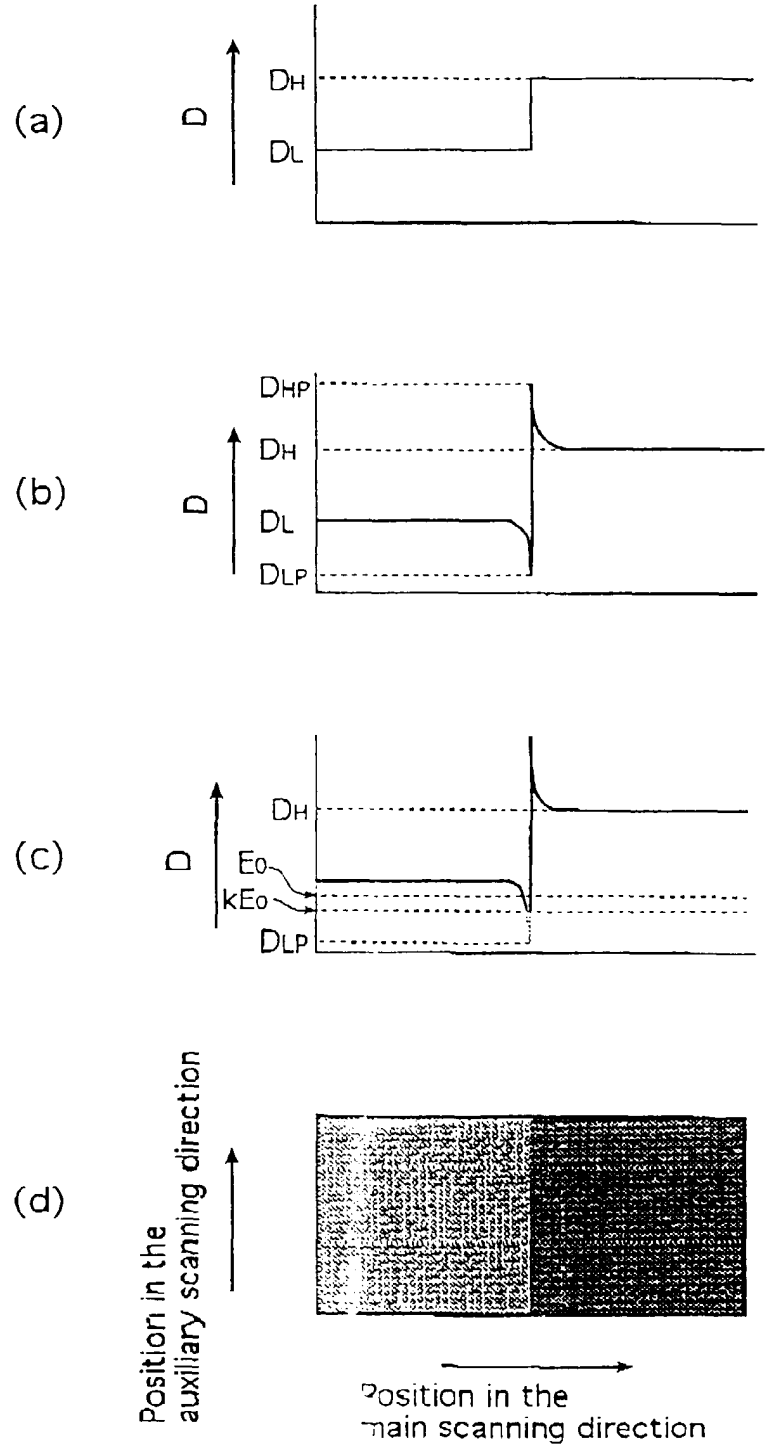 (a)
D
DH
DL
(b)
D
DHP
DH
DL
DLP
(c)
D
DH
E0
kE0
DLP
(d)
Position in the
auxiliary scanning direction
Position in the
main scanning direction